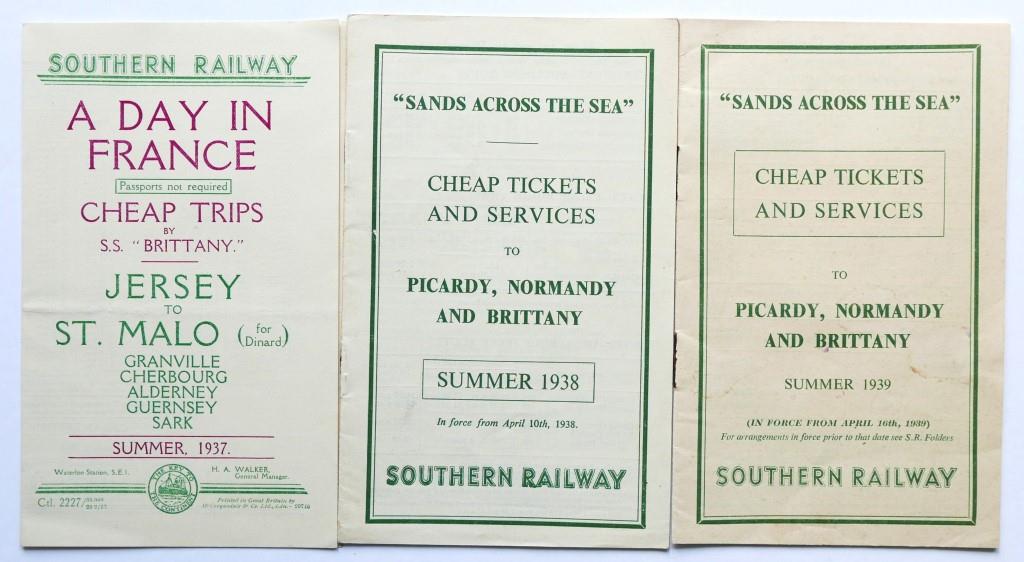 SOUTHERN RAILWAY
A DAY IN
FRANCE
Passports not required
CHEAP TRIPS
BY
S.S. "BRITTANY."
JERSEY
TO
ST. MALO (for Dinard)
GRANVILLE
CHERBOURG
ALDERNEY
GUERNSEY
SARK
SUMMER, 1937.
Waterloo Station, S.E.1.
H. A. WALKER,
General Manager.
THE KEY TO
THE CONTINENT
Ctl. 2227/
Printed in Great Britain by
"SANDS ACROSS THE SEA"
CHEAP TICKETS
AND SERVICES
TO
PICARDY, NORMANDY
AND BRITTANY
SUMMER 1938
In force from April 10th, 1938.
SOUTHERN RAILWAY
"SANDS ACROSS THE SEA"
CHEAP TICKETS
AND SERVICES
TO
PICARDY, NORMANDY
AND BRITTANY
SUMMER 1939
(IN FORCE FROM APRIL 16th, 1939)
For arrangements in force prior to that date see S.R. Folders
SOUTHERN RAILWAY